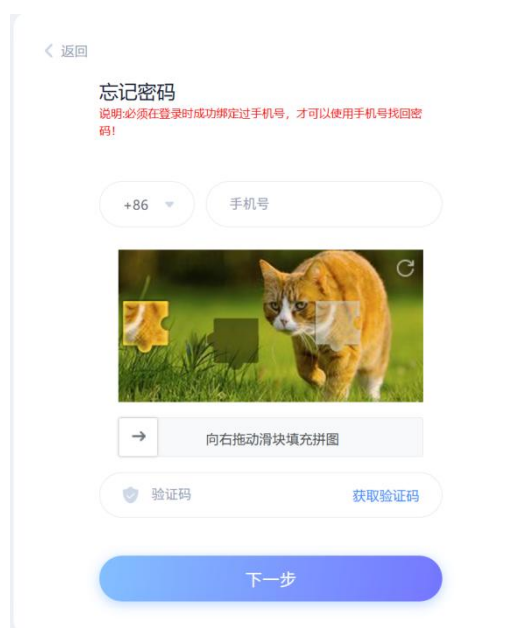 返回
忘记密码
说明:必须在登录时成功绑定过手机号，才可以使用手机号找回密
码!
+86
手机号
向右拖动滑块填充拼图
验证码
获取验证码
下一步